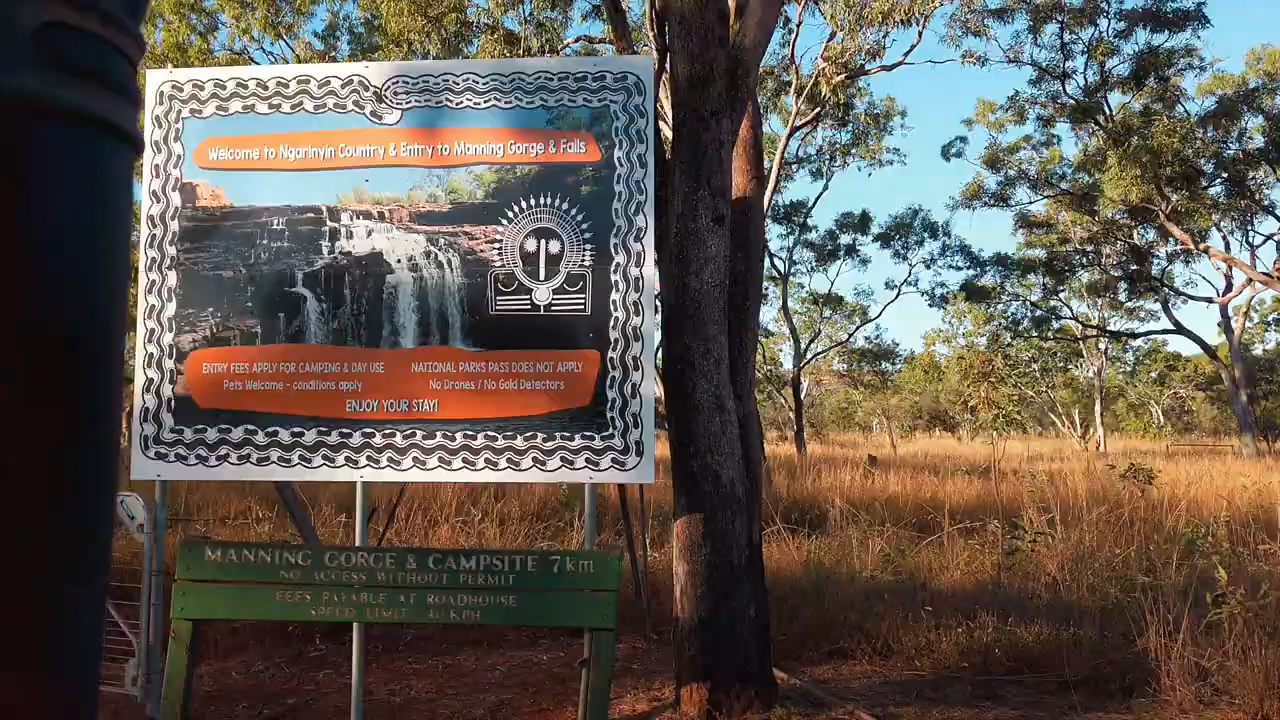 Welcome to Ngarinyin Country & Entry to Manning Gorge & Falls
ENTRY FEES APPLY FOR CAMPING & DAY USE
Pets Welcome - conditions apply
NATIONAL PARKS PASS DOES NOT APPLY
No Drones / No Gold Detectors
ENJOY YOUR STAY!
MANNING GORGE & CAMPSITE 7km
NO ACCESS WITHOUT PERMIT
FEES PAYABLE AT ROADHOUSE
SPEED LIMIT KPH